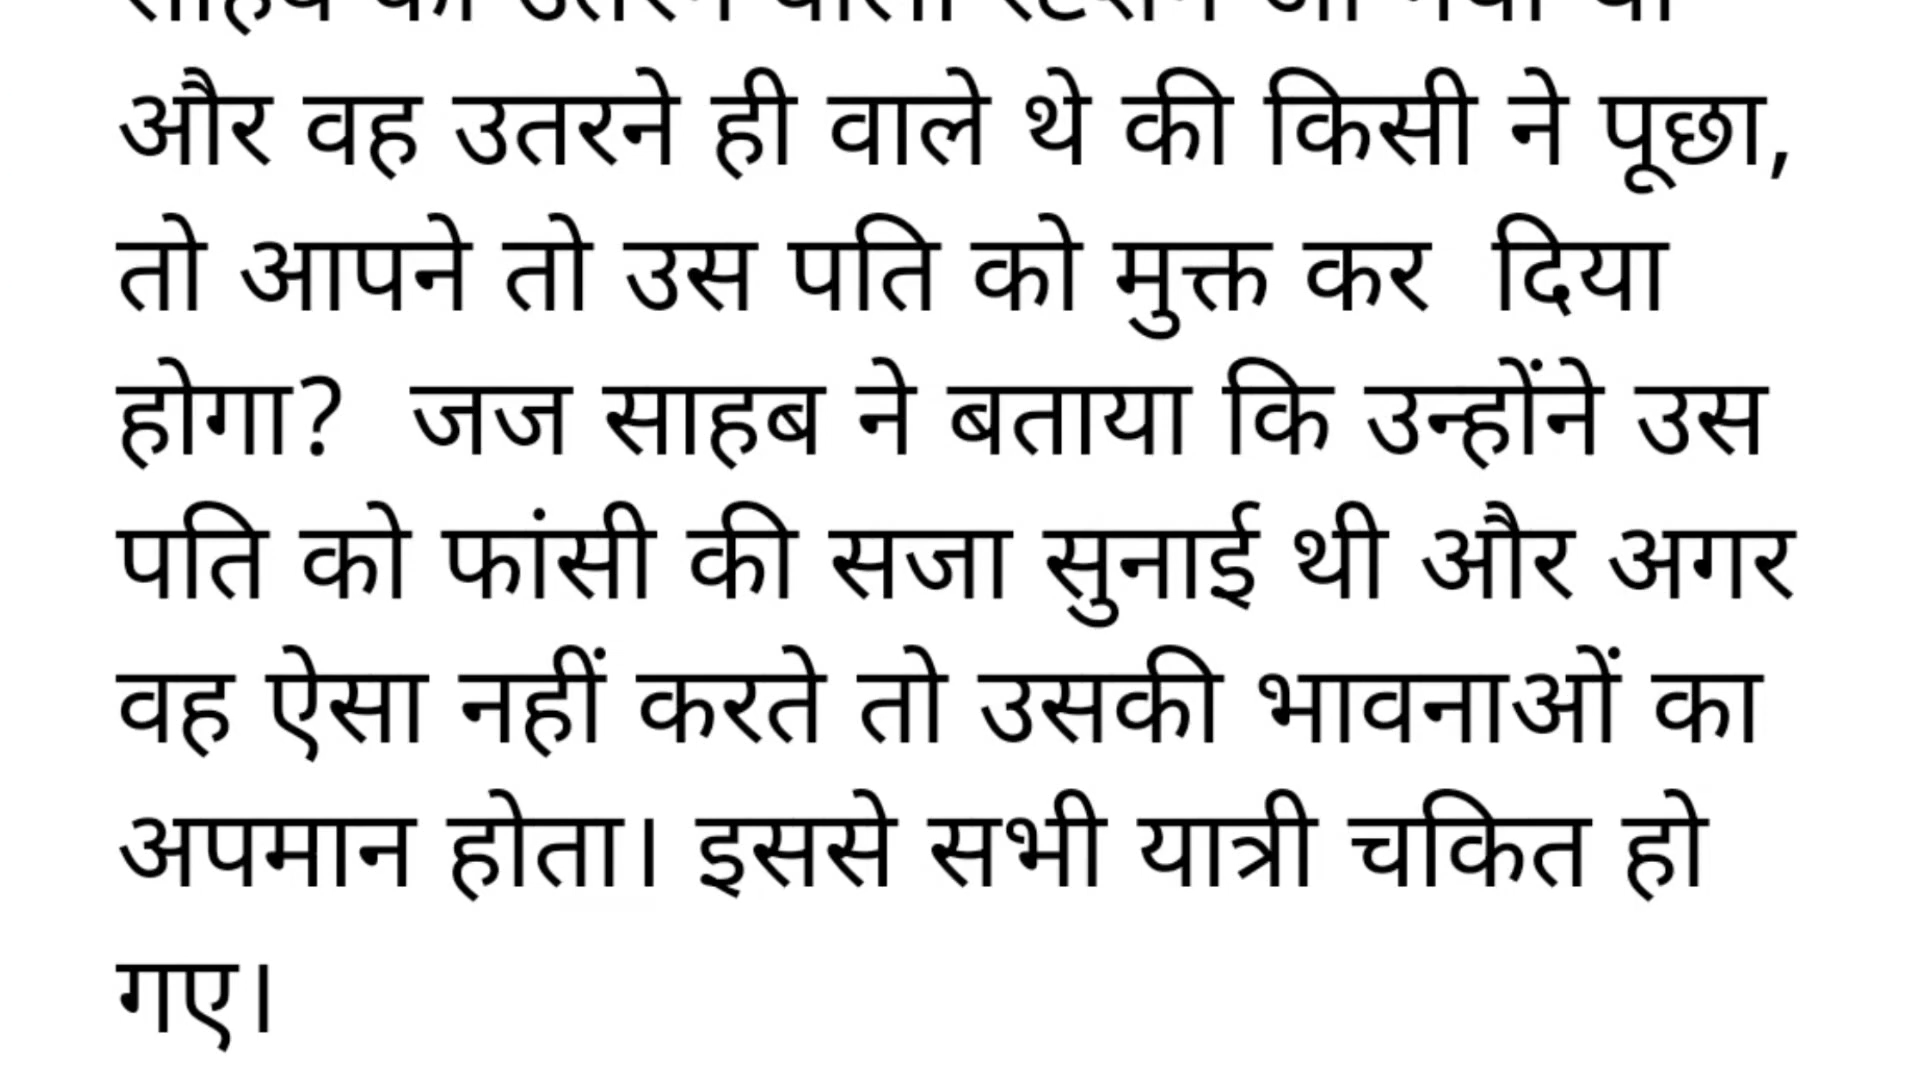 और वह उतरने ही वाले थे की किसी ने पूछा,
तो आपने तो उस पति को मुक्त कर  दिया
होगा?  जज साहब ने बताया कि उन्होंने उस
पति को फांसी की सजा सुनाई थी और अगर
वह ऐसा नहीं करते तो उसकी भावनाओं का
अपमान होता। इससे सभी यात्री चकित हो
गए।